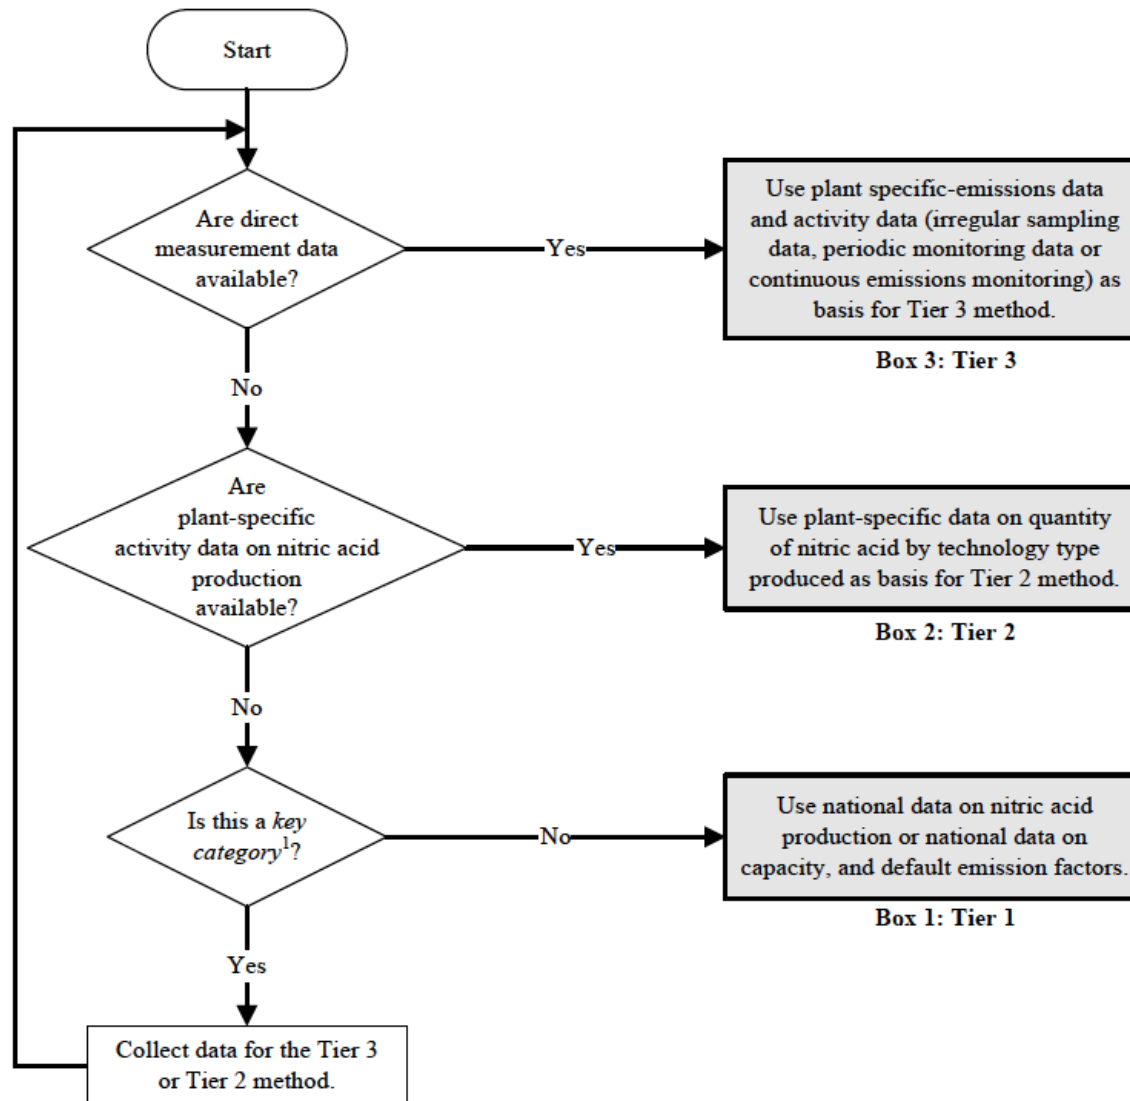 Start
Are direct
measurement data
available?
Yes
Use plant specific-emissions data
and activity data (irregular sampling
data, periodic monitoring data or
continuous emissions monitoring) as
basis for Tier 3 method.
Box 3: Tier 3
No
Are
plant-specific
activity data on nitric acid
production
available?
Yes
Use plant-specific data on quantity
of nitric acid by technology type
produced as basis for Tier 2 method.
Box 2: Tier 2
No
Is this a key
category¹?
No
Use national data on nitric acid
production or national data on
capacity, and default emission factors.
Box 1: Tier 1
Yes
Collect data for the Tier 3
or Tier 2 method.